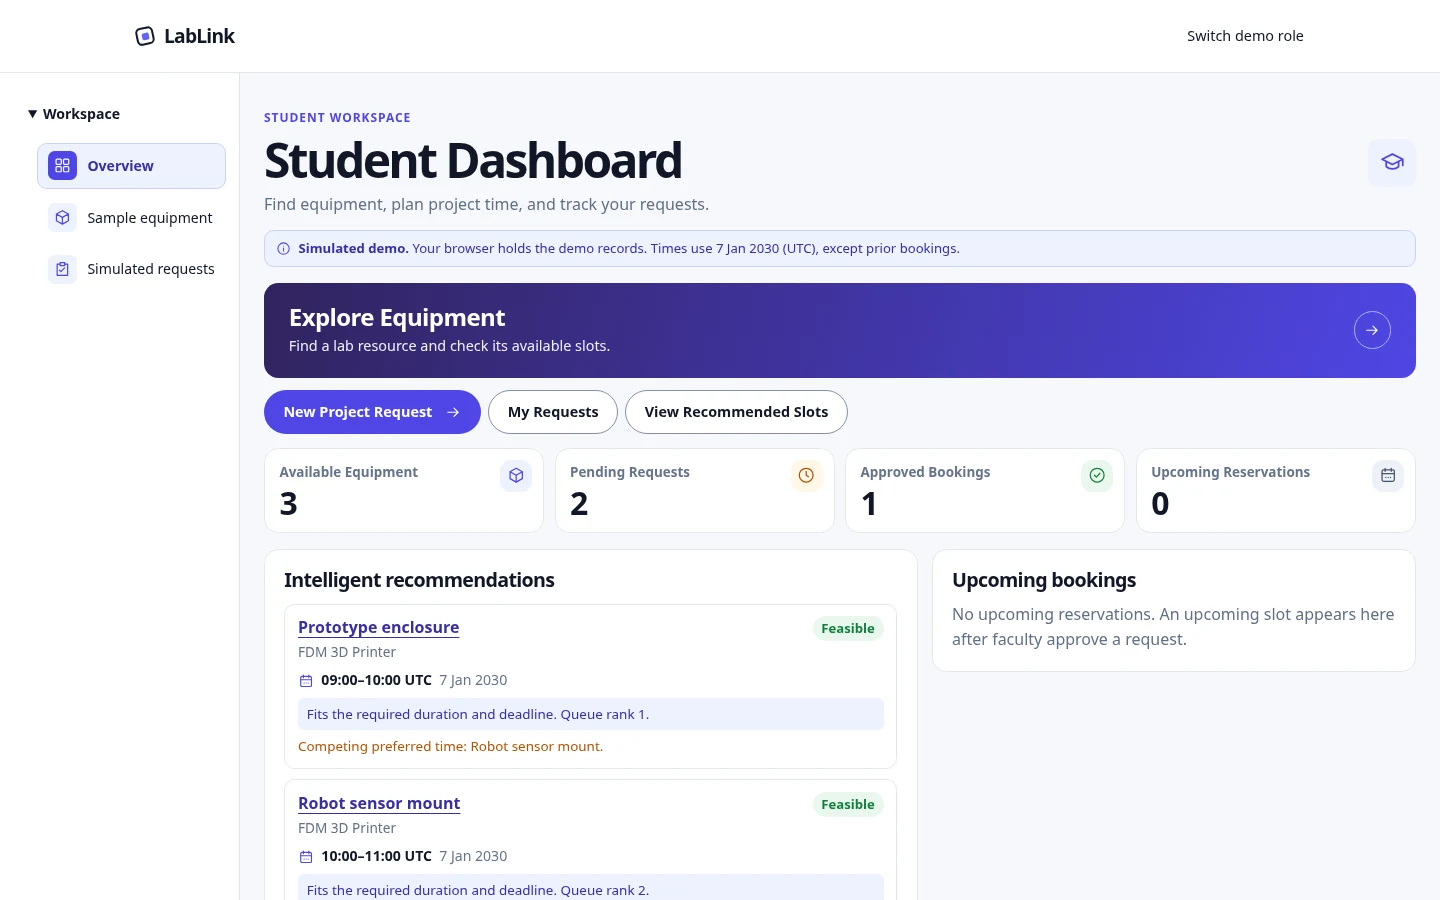 LabLink
Switch demo role
Workspace
Overview
Sample equipment
Simulated requests
STUDENT WORKSPACE
Student Dashboard
Find equipment, plan project time, and track your requests.
Simulated demo. Your browser holds the demo records. Times use 7 Jan 2030 (UTC), except prior bookings.
Explore Equipment
Find a lab resource and check its available slots.
New Project Request
My Requests
View Recommended Slots
Available Equipment
3
Pending Requests
2
Approved Bookings
1
Upcoming Reservations
0
Intelligent recommendations
Prototype enclosure
Feasible
FDM 3D Printer
09:00–10:00 UTC 7 Jan 2030
Fits the required duration and deadline. Queue rank 1.
Competing preferred time: Robot sensor mount.
Robot sensor mount
Feasible
FDM 3D Printer
10:00–11:00 UTC 7 Jan 2030
Fits the required duration and deadline. Queue rank 2.
Upcoming bookings
No upcoming reservations. An upcoming slot appears here
after faculty approve a request.